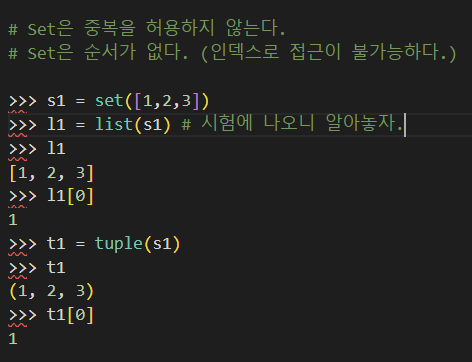 # Set은 중복을 허용하지 않는다.
# Set은 순서가 없다. (인덱스로 접근이 불가능하다.)
>>> s1 = set([1,2,3])
>>> l1 = list(s1) # 시험에 나오니 알아놓자.
>>> l1
[1, 2, 3]
>>> l1[0]
1
>>> t1 = tuple(s1)
>>> t1
(1, 2, 3)
>>> t1[0]
1